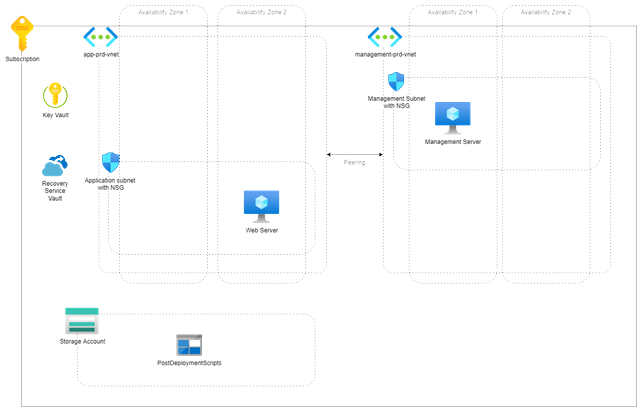 Availability Zone 1
Availability Zone 2
Availability Zone 1
Availability Zone 2
Subscription
app-prd-vnet
management-prd-vnet
Key Vault
Management Subnet
with NSG
Management Server
Peering
Recovery
Service
Vault
Application subnet
with NSG
Web Server
Storage Account
PostDeploymentScripts